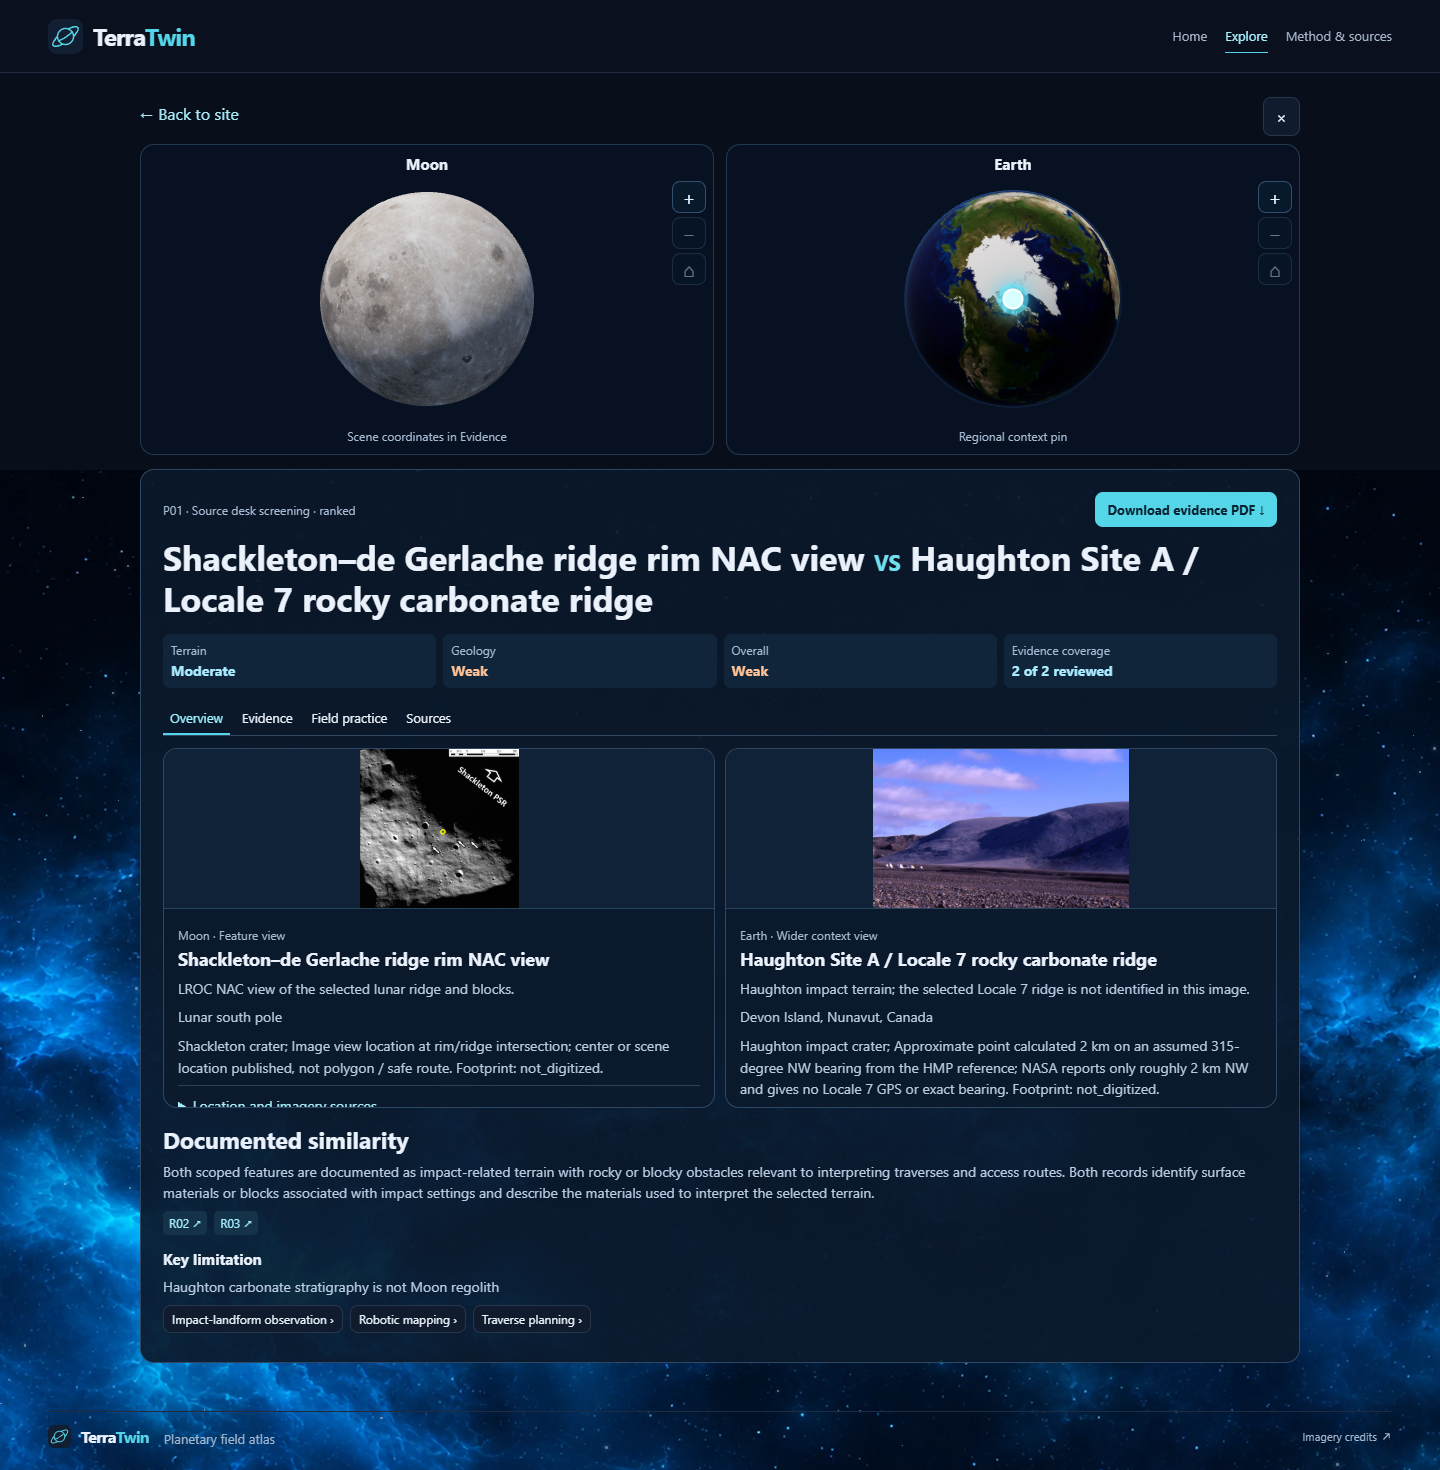 TerraTwin
Home Explore Method & sources
← Back to site
×
Moon
+
−
⌂
Scene coordinates in Evidence
Earth
+
−
⌂
Regional context pin
P01 · Source desk screening · ranked
Download evidence PDF ↓
Shackleton–de Gerlache ridge rim NAC view vs Haughton Site A /
Locale 7 rocky carbonate ridge
Terrain
Moderate
Geology
Weak
Overall
Weak
Evidence coverage
2 of 2 reviewed
Overview Evidence Field practice Sources
Shackleton PSR
Moon · Feature view
Shackleton–de Gerlache ridge rim NAC view
LROC NAC view of the selected lunar ridge and blocks.
Lunar south pole
Shackleton crater; Image view location at rim/ridge intersection; center or scene
location published, not polygon / safe route. Footprint: not_digitized.
▶ Location and imagery sources
Earth · Wider context view
Haughton Site A / Locale 7 rocky carbonate ridge
Haughton impact terrain; the selected Locale 7 ridge is not identified in this image.
Devon Island, Nunavut, Canada
Haughton impact crater; Approximate point calculated 2 km on an assumed 315-
degree NW bearing from the HMP reference; NASA reports only roughly 2 km NW
and gives no Locale 7 GPS or exact bearing. Footprint: not_digitized.
Documented similarity
Both scoped features are documented as impact-related terrain with rocky or blocky obstacles relevant to interpreting traverses and access routes. Both records identify surface
materials or blocks associated with impact settings and describe the materials used to interpret the selected terrain.
R02 ↗ R03 ↗
Key limitation
Haughton carbonate stratigraphy is not Moon regolith
Impact-landform observation › Robotic mapping › Traverse planning ›
TerraTwin Planetary field atlas
Imagery credits ↗